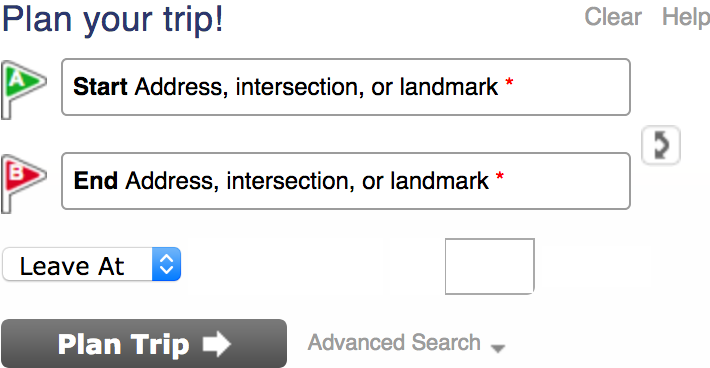 Plan your trip!
Clear Help
A
Start Address, intersection, or landmark *
B
End Address, intersection, or landmark *
Leave At
Plan Trip
Advanced Search